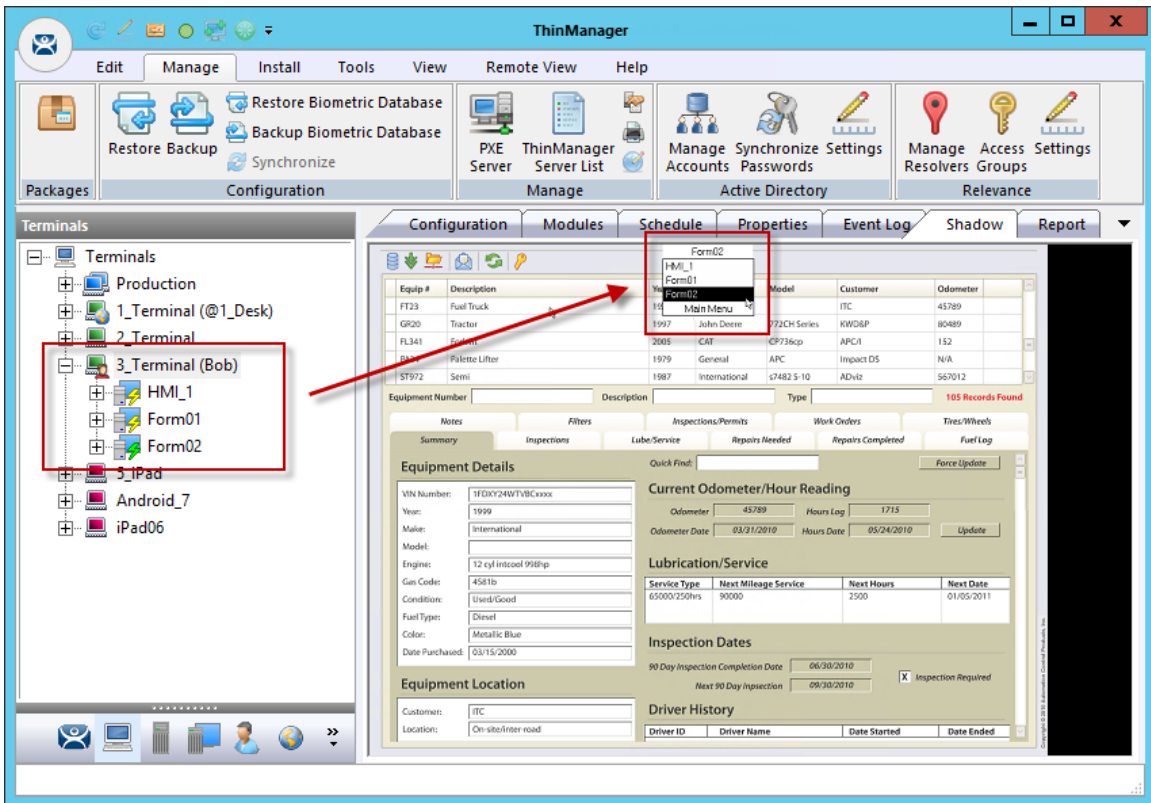 ThinManager
Edit Manage Install Tools View Remote View Help
Restore Biometric Database
Backup Biometric Database
Synchronize
Restore Backup
PXE Server
ThinManager Server List
Manage Accounts
Synchronize Passwords
Settings
Manage Resolvers
Access Groups
Settings
Packages Configuration Manage Active Directory Relevance
Terminals
Configuration Modules Schedule Properties Event Log Shadow Report
Terminals
Production
1_Terminal (@1_Desk)
2_Terminal
3_Terminal (Bob)
HMI_1
Form01
Form02
5_iPad
Android_7
iPad06
Form02
HMI_1
Form01
Form02
Main Menu
Equip # Description Model Customer Odometer
FT23 Fuel Truck ITC 45789
GR20 Tractor 1997 John Deere 772CH Series KWD&P 80489
FL341 2005 CAT CP736cp APC/I 152
Palette Lifter 1979 General APC Impact DS N/A
ST972 Semi 1987 International s7482 S-10 ADviz 567012
Equipment Number Description Type 105 Records Found
Notes Filters Inspections/Permits Work Orders Tires/Wheels
Summary Inspections Lube/Service Repairs Needed Repairs Completed Fuel Log
Equipment Details
VIN Number: 1FDXY24WTVBCxxxx
Year: 1999
Make: International
Model:
Engine: 12 cyl intcool 998hp
Gas Code: 4581b
Condition: Used/Good
Fuel Type: Diesel
Color: Metallic Blue
Date Purchased: 03/15/2000
Equipment Location
Customer: ITC
Location: On-site/inter-road
Quick Find: Force Update
Current Odometer/Hour Reading
Odometer 45789 Hours Log 1715
Odometer Date 03/31/2010 Hours Date 05/24/2010 Update
Lubrication/Service
Service Type Next Mileage Service Next Hours Next Date
65000/250hrs 90000 2500 01/05/2011
Inspection Dates
90 Day Inspection Completion Date 06/30/2010
Next 90 Day Inpsection 09/30/2010
X Inspection Required
Driver History
Driver ID Driver Name Date Started Date Ended
Copyright © 2010 Automation Control Products, Inc.